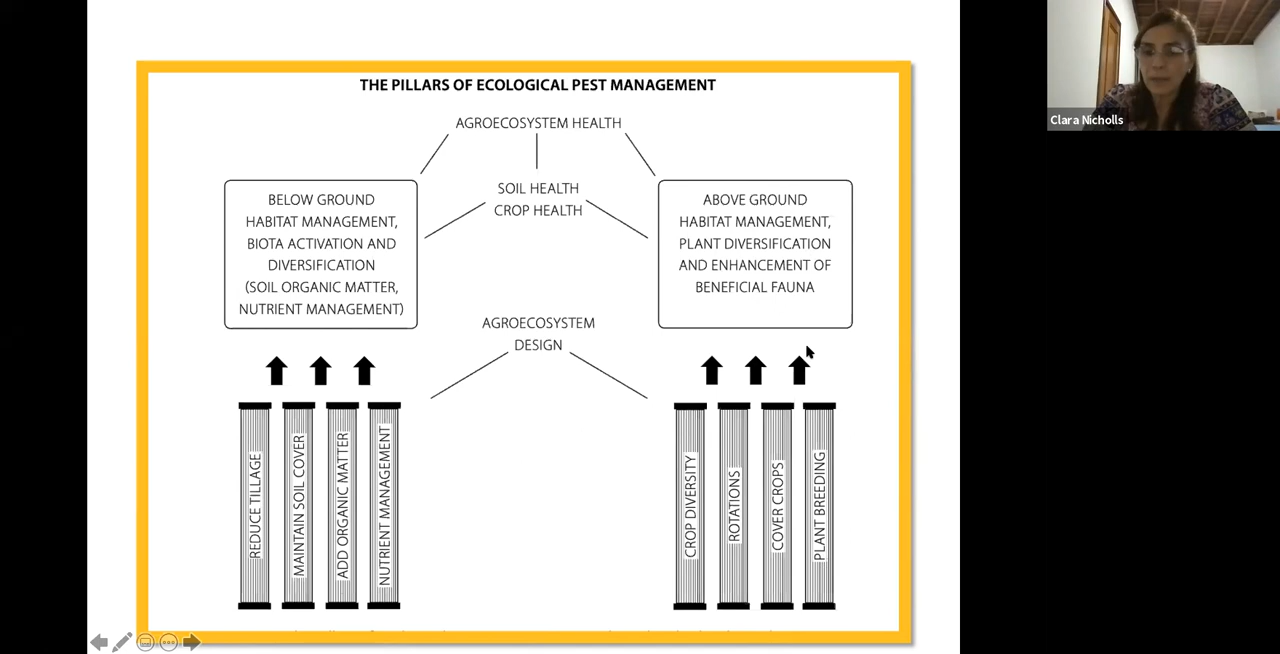 THE PILLARS OF ECOLOGICAL PEST MANAGEMENT
AGROECOSYSTEM HEALTH
BELOW GROUND
HABITAT MANAGEMENT,
BIOTA ACTIVATION AND
DIVERSIFICATION
(SOIL ORGANIC MATTER,
NUTRIENT MANAGEMENT)
SOIL HEALTH
CROP HEALTH
ABOVE GROUND
HABITAT MANAGEMENT,
PLANT DIVERSIFICATION
AND ENHANCEMENT OF
BENEFICIAL FAUNA
AGROECOSYSTEM
DESIGN
REDUCE TILLAGE
MAINTAIN SOIL COVER
ADD ORGANIC MATTER
NUTRIENT MANAGEMENT
CROP DIVERSITY
ROTATIONS
COVER CROPS
PLANT BREEDING
Clara Nicholls